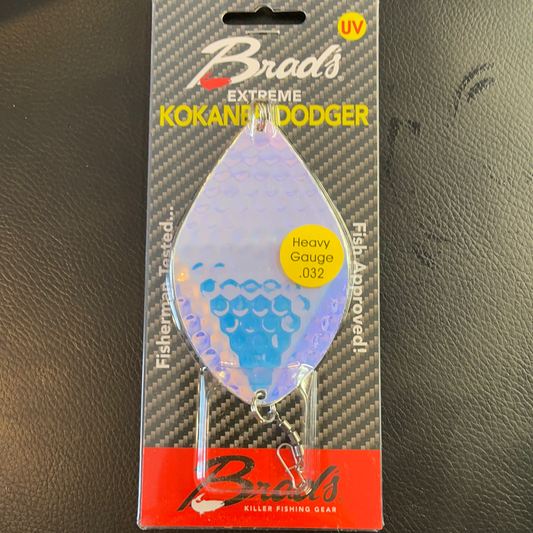 UV
Brad's®
EXTREME
KOKANEE DODGER
Fisherman Tested...
Heavy
Gauge
.032
Fish Approved!
Brad's
KILLER FISHING GEAR